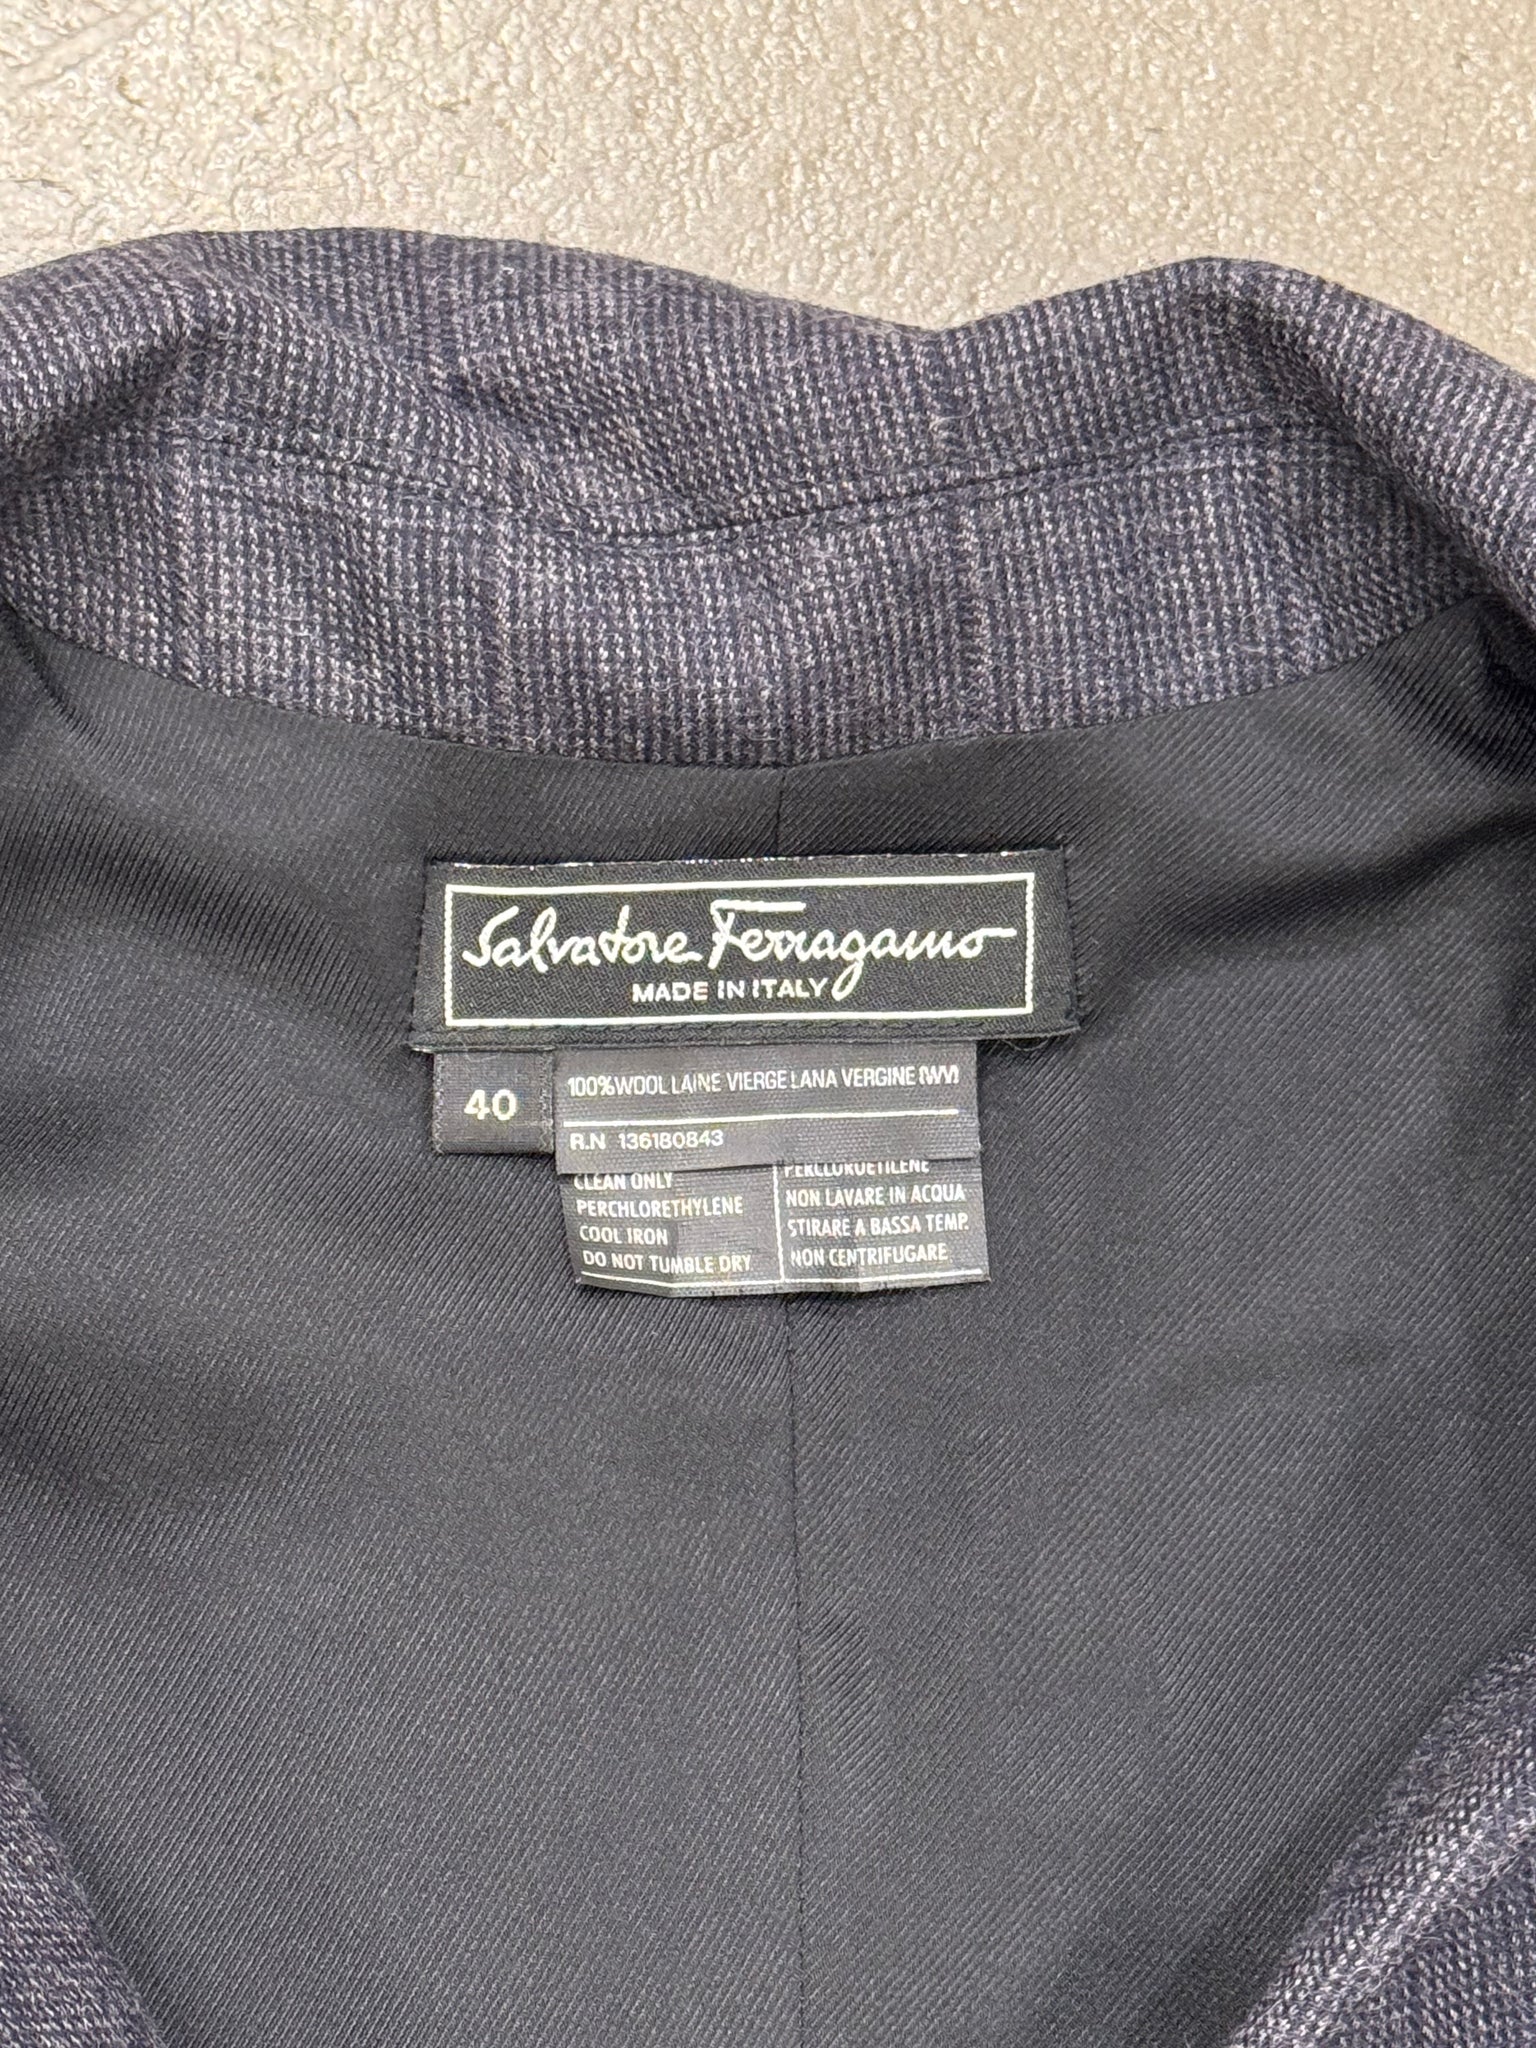 Salvatore Ferragamo
MADE IN ITALY
40
100% WOOL LAINE VIERGE LANA VERGINE (WV)
R.N 136180843
CLEAN ONLY
PERCHLORETHYLENE
COOL IRON
DO NOT TUMBLE DRY
PERCLOROETILENE
NON LAVARE IN ACQUA
STIRARE A BASSA TEMP.
NON CENTRIFUGARE